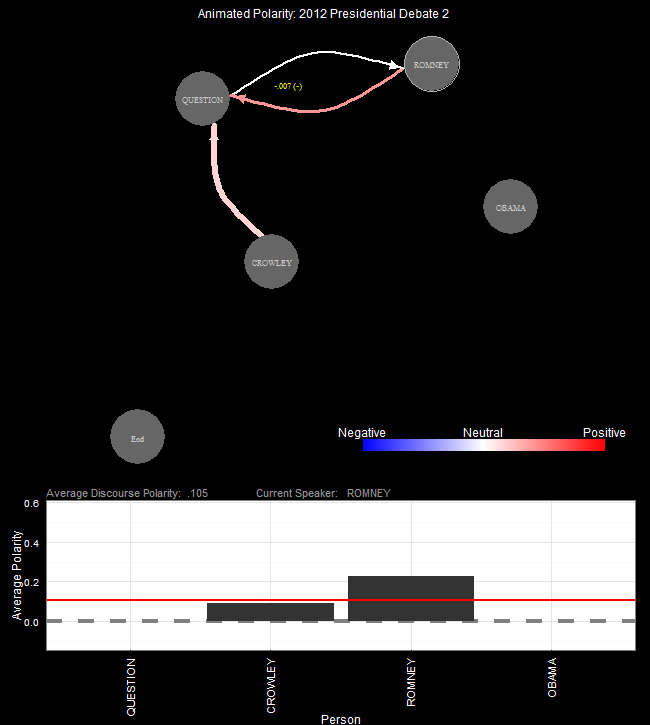 Animated Polarity: 2012 Presidential Debate 2
ROMNEY
-.007 (-)
QUESTION
OBAMA
CROWLEY
End
Negative Neutral Positive
Average Discourse Polarity: .105 Current Speaker: ROMNEY
0.6
0.4
0.2
0.0
Average Polarity
QUESTION
CROWLEY
ROMNEY
OBAMA
Person